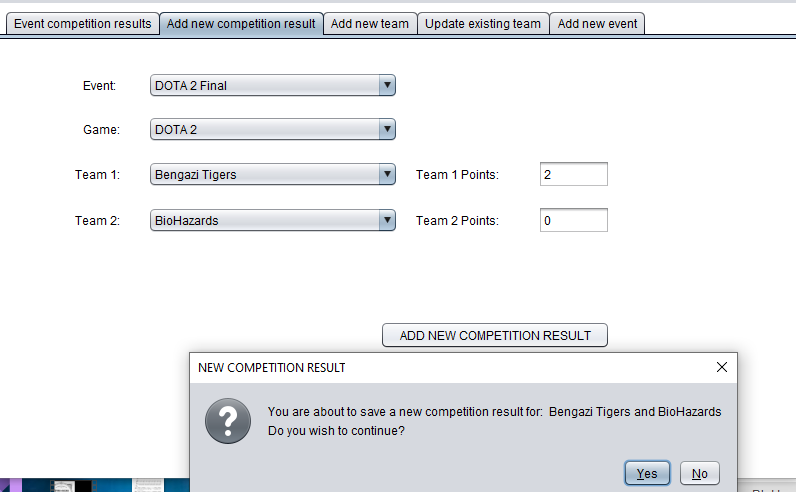 Event competition results Add new competition result Add new team Update existing team Add new event
Event: DOTA 2 Final
Game: DOTA 2
Team 1: Bengazi Tigers Team 1 Points: 2
Team 2: BioHazards Team 2 Points: 0
ADD NEW COMPETITION RESULT
NEW COMPETITION RESULT
You are about to save a new competition result for: Bengazi Tigers and BioHazards
Do you wish to continue?
Yes No